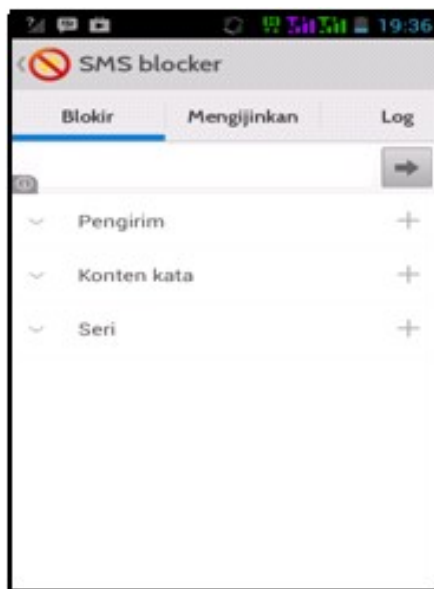 19:36
SMS blocker
Blokir Mengijinkan Log
Pengirim
Konten kata
Seri